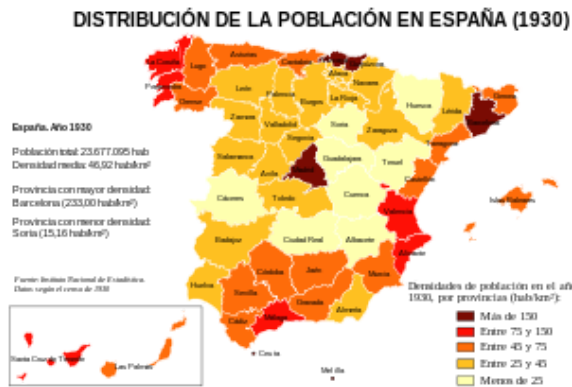 DISTRIBUCIÓN DE LA POBLACIÓN EN ESPAÑA (1930)
España. Año 1930
Población total: 23.677.095 hab
Densidad media: 46,92 hab/km²
Provincia con mayor densidad:
Barcelona (233,00 hab/km²)
Provincia con menor densidad:
Soria (15,16 hab/km²)
Fuente: Instituto Nacional de Estadística.
Datos según el censo de 1930
La Coruña
Lugo
Asturias
Cantabria
Pontevedra
Orense
León
Palencia
Burgos
Álava
Navarra
La Rioja
Huesca
Lérida
Gerona
Barcelona
Zamora
Valladolid
Soria
Zaragoza
Tarragona
Segovia
Salamanca
Ávila
Guadalajara
Teruel
Castellón
Islas Baleares
Cáceres
Toledo
Cuenca
Valencia
Badajoz
Ciudad Real
Albacete
Alicante
Córdoba
Jaén
Murcia
Huelva
Sevilla
Granada
Almería
Cádiz
Málaga
Ceuta
Melilla
Santa Cruz de Tenerife
Las Palmas
Densidades de población en el añ
1930, por provincias (hab/km²):
Más de 150
Entre 75 y 150
Entre 45 y 75
Entre 25 y 45
Menos de 25